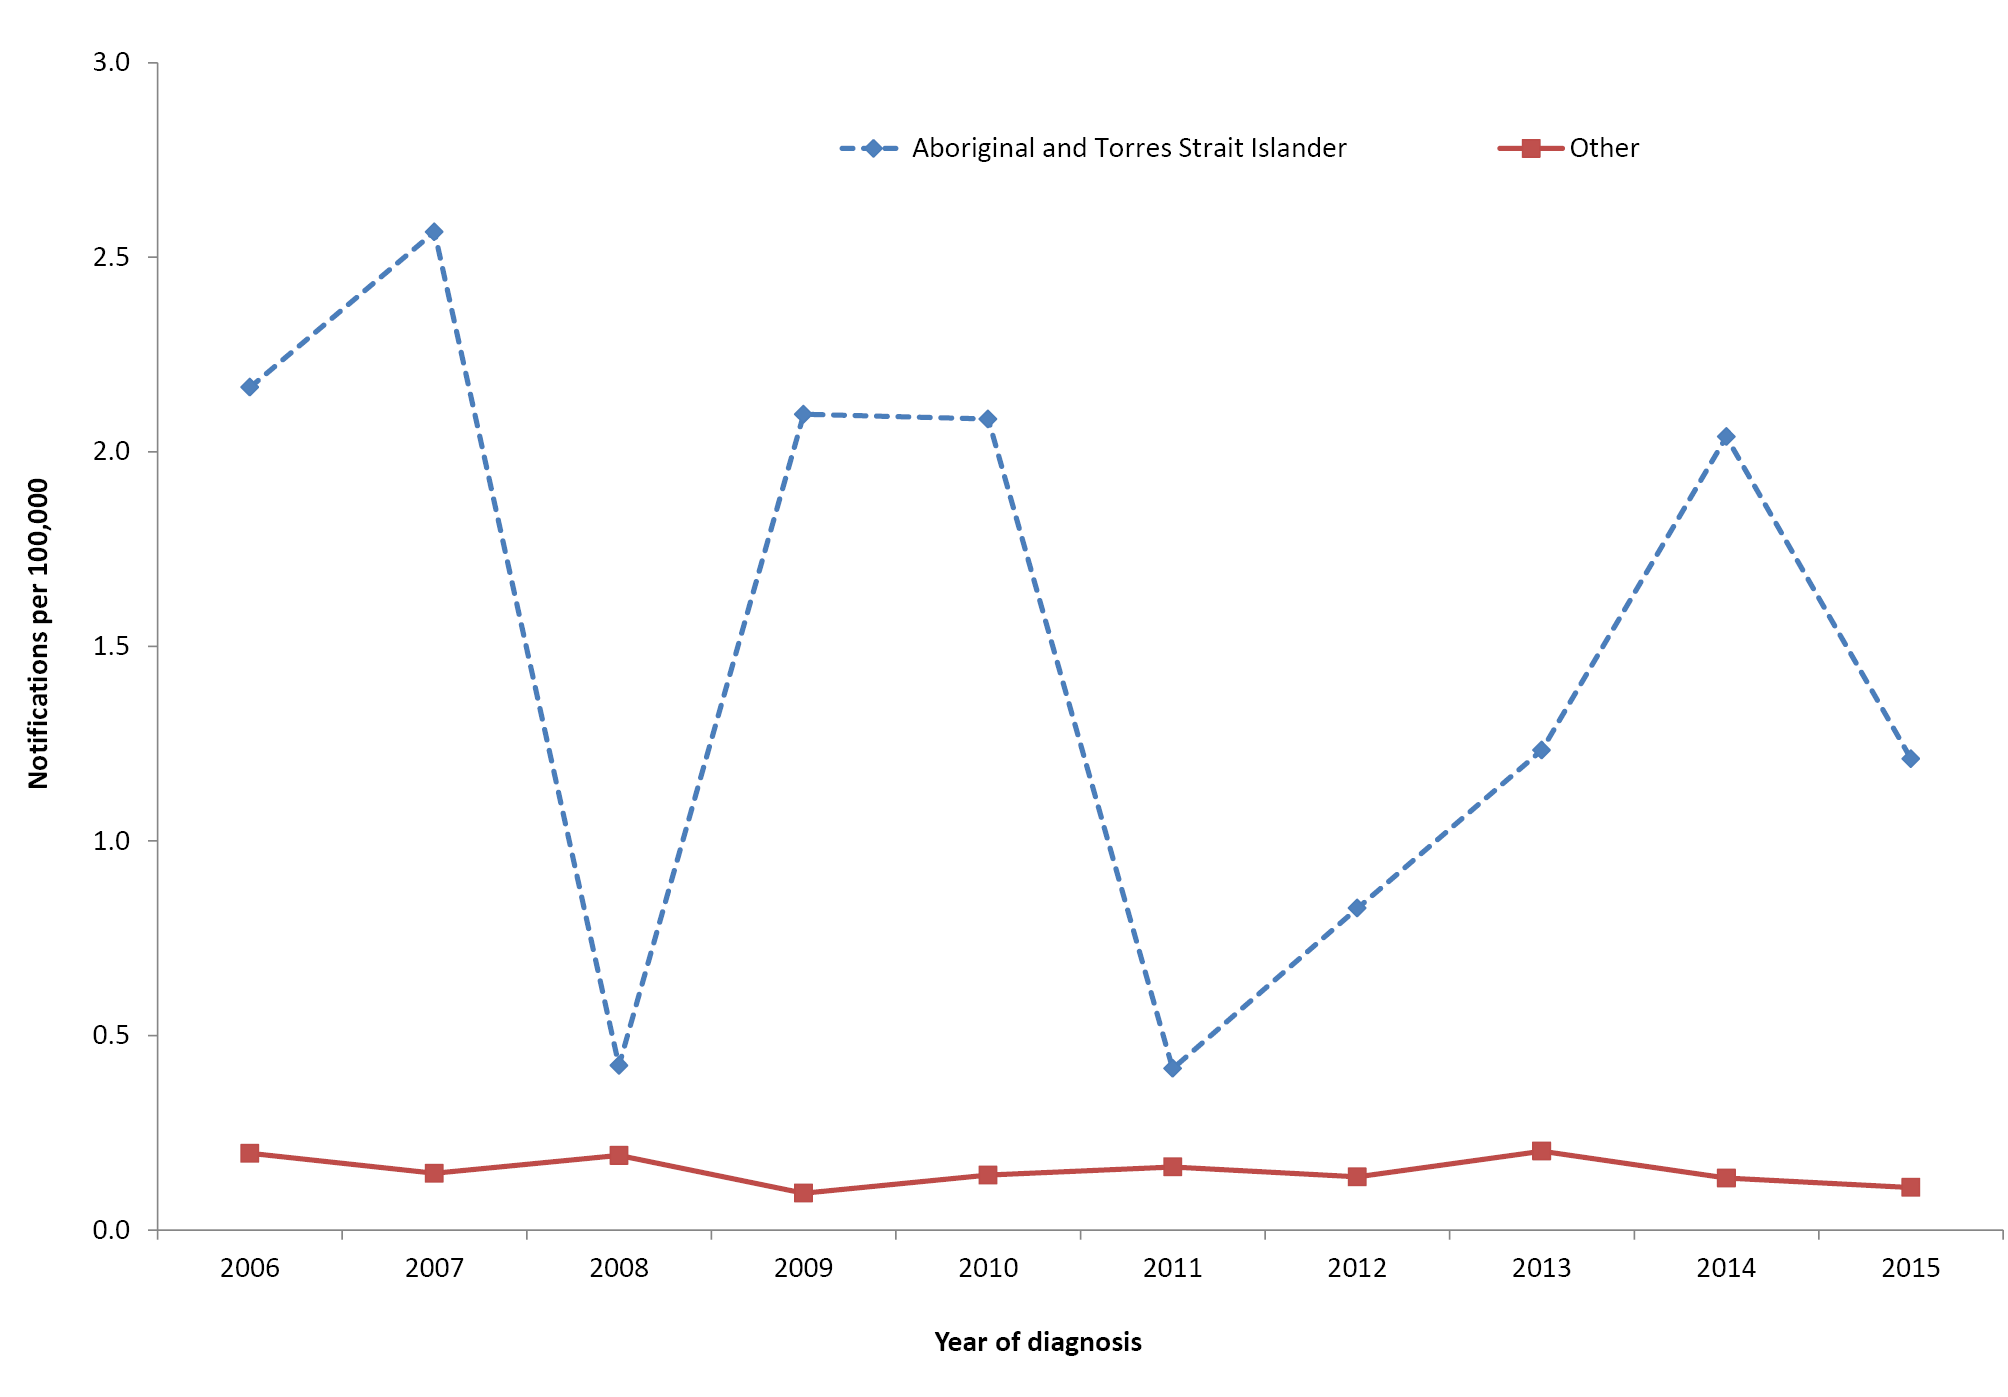 3.0
Aboriginal and Torres Strait Islander
Other
2.5
2.0
1.5
1.0
0.5
0.0
Notifications per 100,000
2006 2007 2008 2009 2010 2011 2012 2013 2014 2015
Year of diagnosis